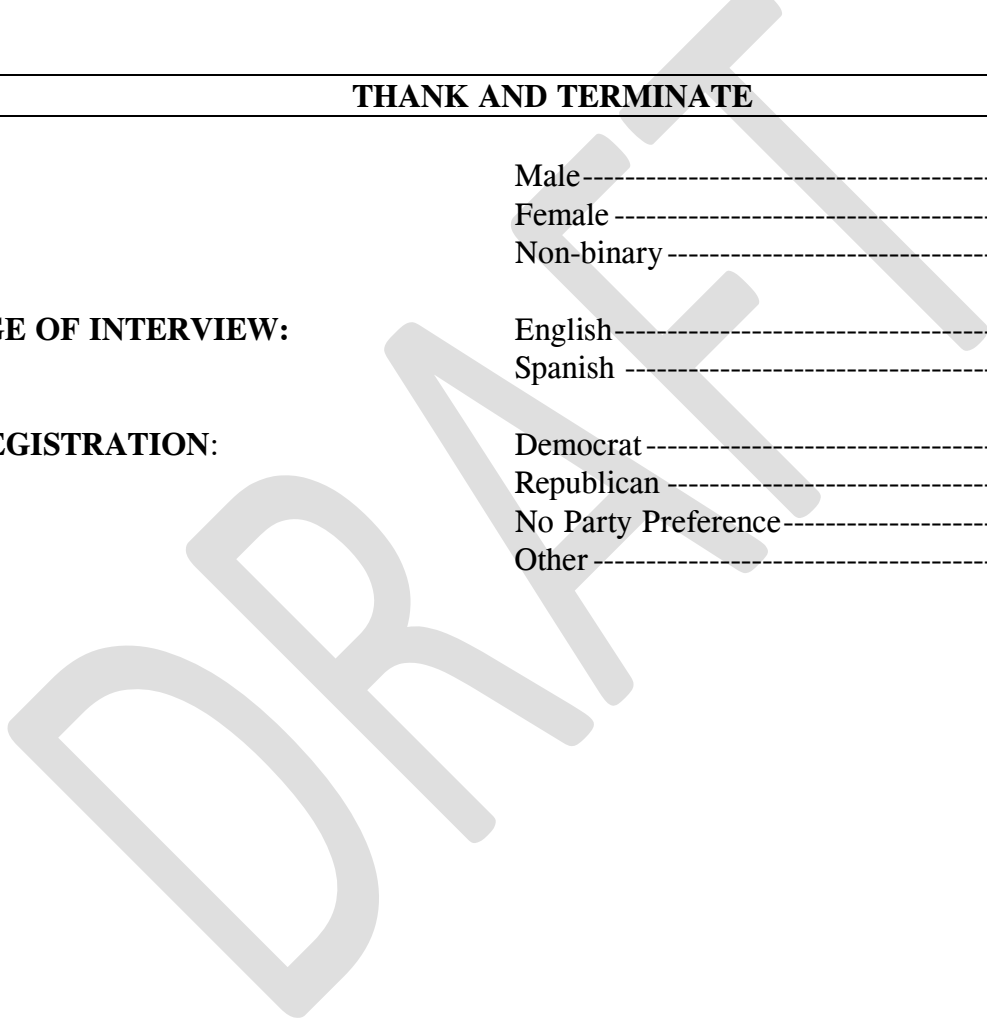 THANK AND TERMINATE
Male-------------------------------------
Female ----------------------------------
Non-binary ------------------------------
GE OF INTERVIEW: English-----------------------------------
Spanish ----------------------------------
EGISTRATION: Democrat --------------------------------
Republican ------------------------------
No Party Preference-------------------
Other -------------------------------------
DRAFT